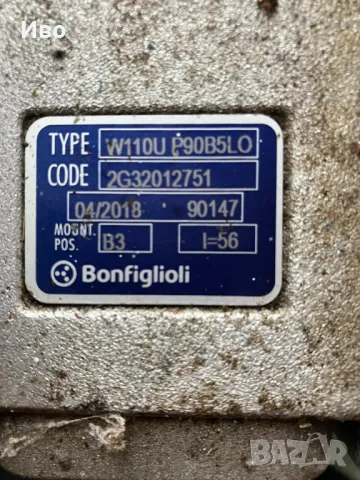 Иво
TYPE W110U P90B5LO
CODE 2G32012751
04/2018 90147
MOUNT. POS. B3 I=56
Bonfiglioli
BAZAR